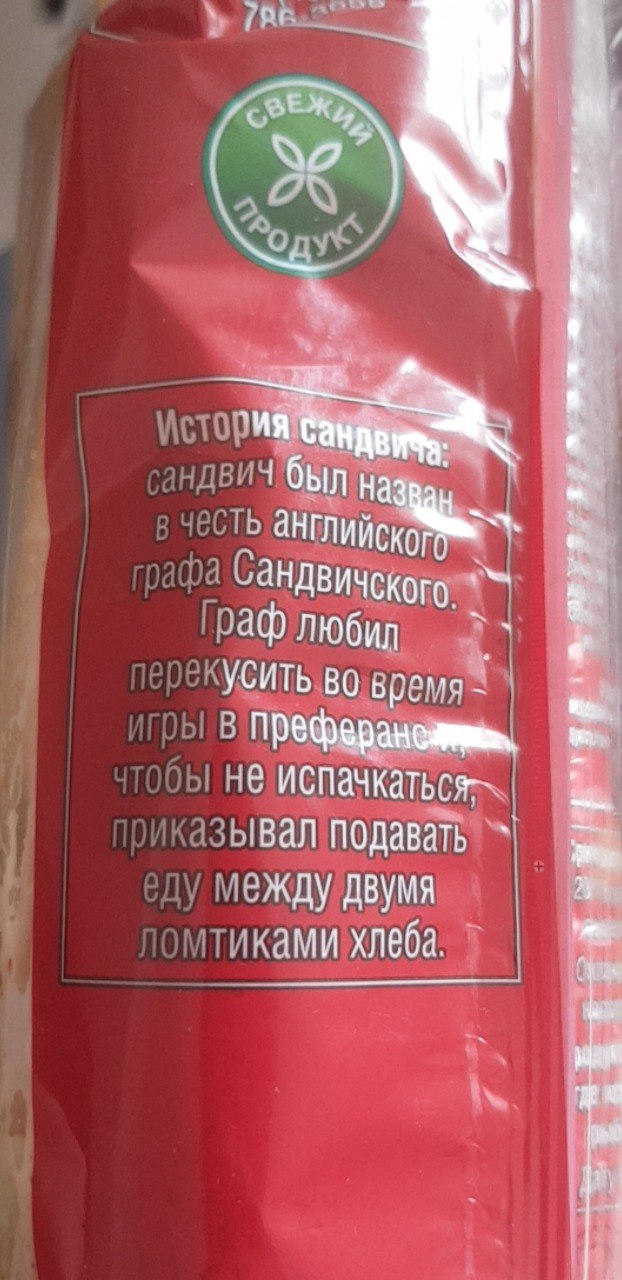 786-
СВЕЖИЙ
ПРОДУКТ
История сандвича:
сандвич был назван
в честь английского
графа Сандвичского.
Граф любил
перекусить во время
игры в преферанс и,
чтобы не испачкаться,
приказывал подавать
еду между двумя
ломтиками хлеба.